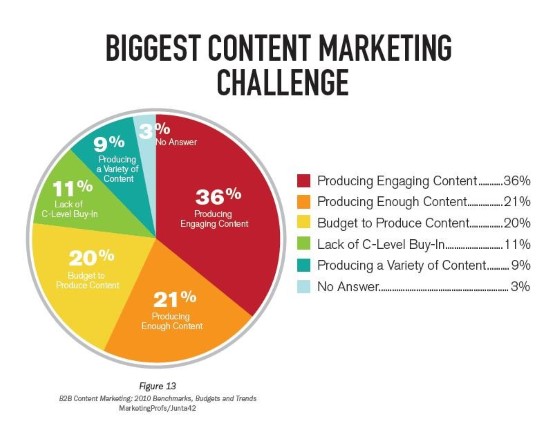 BIGGEST CONTENT MARKETING
CHALLENGE
3%
No Answer
9%
Producing
a Variety of
Content
11%
Lack of
C-Level Buy-In
36%
Producing
Engaging Content
20%
Budget to
Produce Content
21%
Producing
Enough Content
Producing Engaging Content..........36%
Producing Enough Content..........21%
Budget to Produce Content..........20%
Lack of C-Level Buy-In....................11%
Producing a Variety of Content.........9%
No Answer........................................3%
Figure 13
B2B Content Marketing: 2010 Benchmarks, Budgets and Trends
MarketingProfs/Junta42